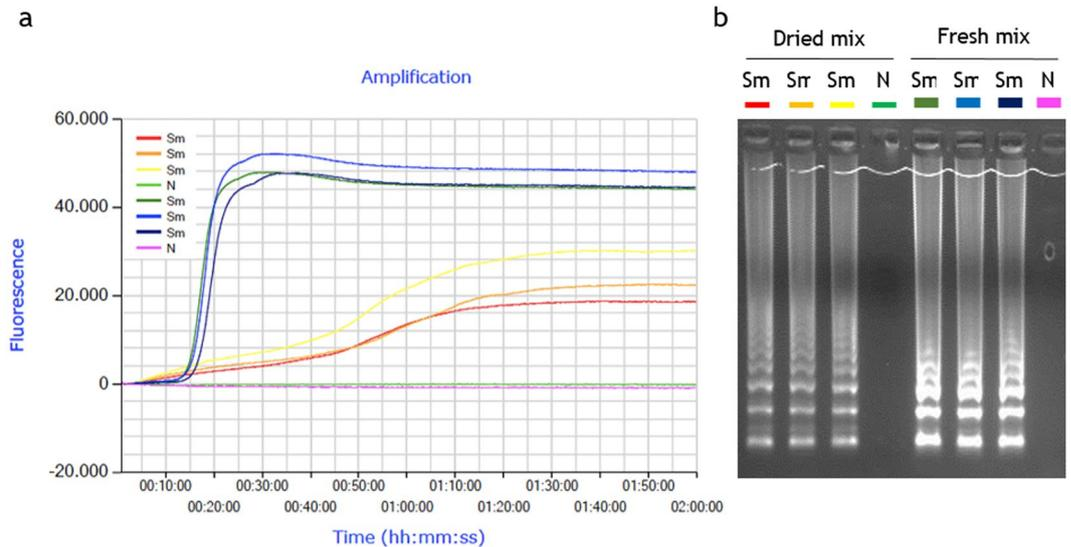 a
Amplification
Fluorescence
60.000
40.000
20.000
0
-20.000
Sm
Sm
Sm
N
Sm
Sm
Sm
N
00:10:00 00:30:00 00:50:00 01:10:00 01:30:00 01:50:00
00:20:00 00:40:00 01:00:00 01:20:00 01:40:00 02:00:00
Time (hh:mm:ss)
b
Dried mix Fresh mix
Sm Sm Sm N Sm Sm Sm N